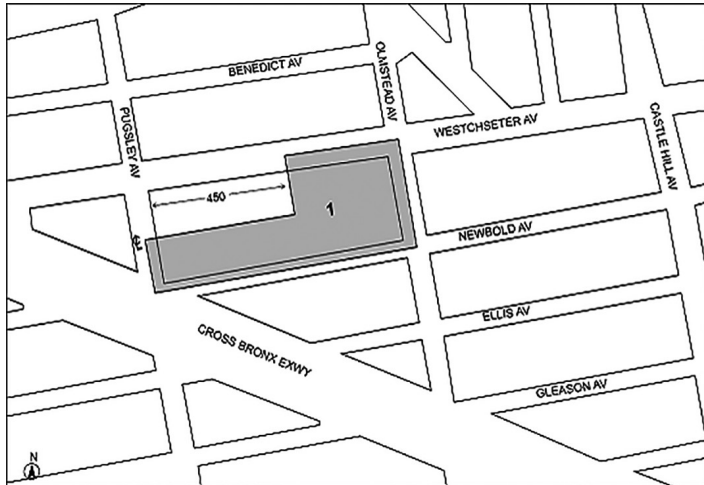 BENEDICT AV
OLMSTEAD AV
PUGSLEY AV
WESTCHSETER AV
CASTLE HILL AV
450
1
NEWBOLD AV
ELLIS AV
CROSS BRONX EXWY
GLEASON AV
N